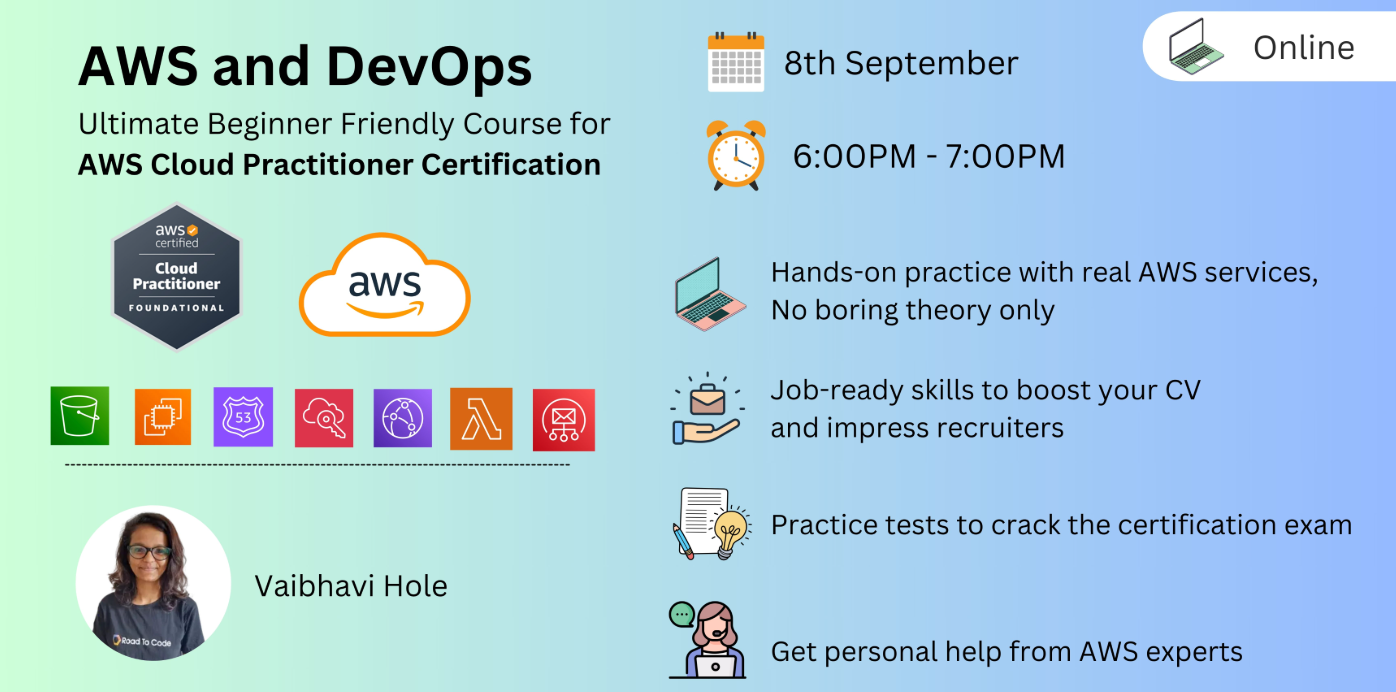 AWS and DevOps
Ultimate Beginner Friendly Course for
AWS Cloud Practitioner Certification
aws
certified
Cloud
Practitioner
FOUNDATIONAL
aws
53
Road To Code
Vaibhavi Hole
Online
8th September
6:00PM - 7:00PM
Hands-on practice with real AWS services,
No boring theory only
Job-ready skills to boost your CV
and impress recruiters
Practice tests to crack the certification exam
Get personal help from AWS experts